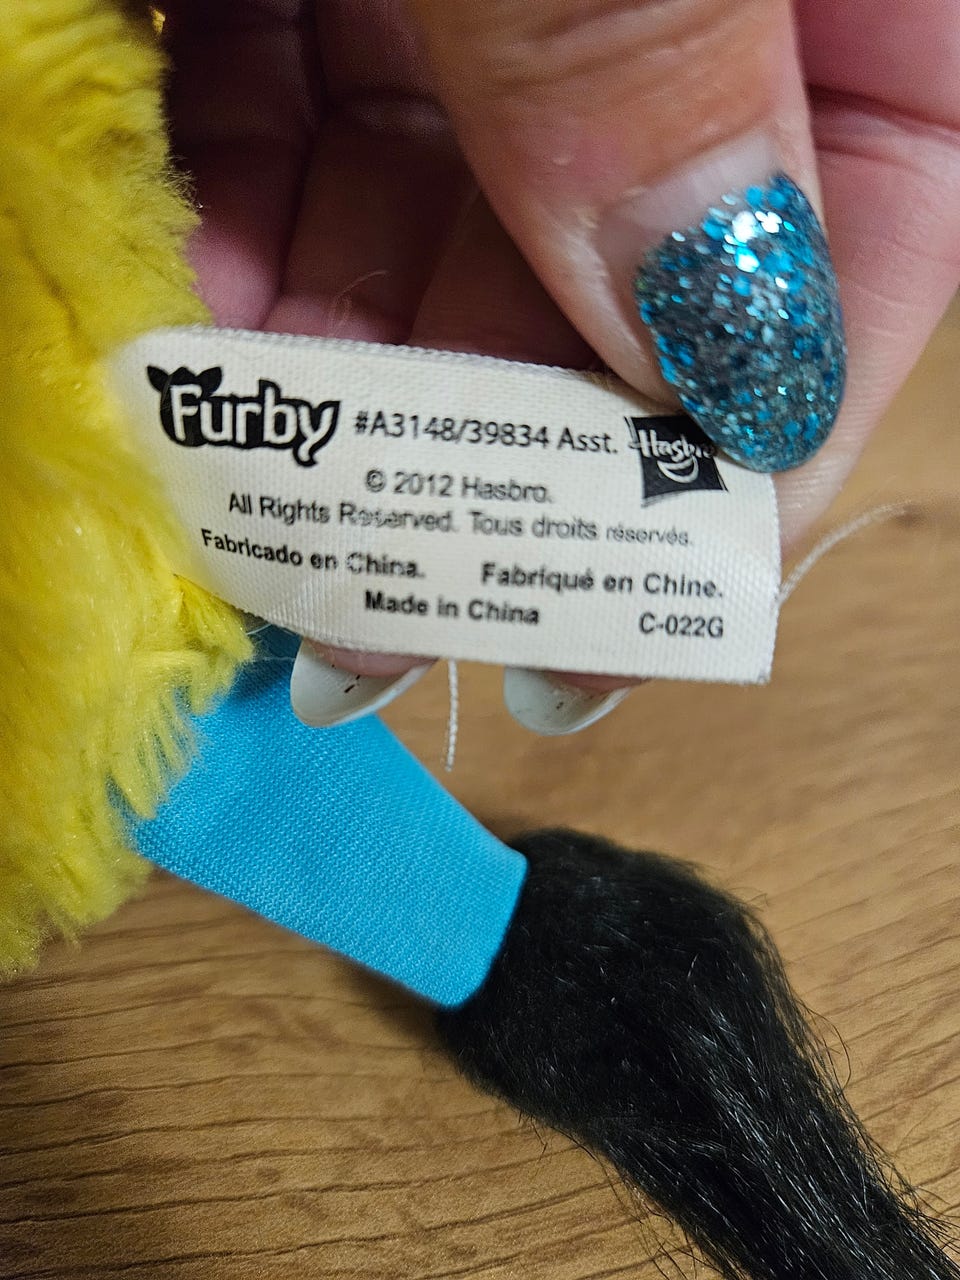 Furby #A3148/39834 Asst. Hasbro
© 2012 Hasbro.
All Rights Reserved. Tous droits réservés.
Fabricado en China. Fabriqué en Chine.
Made in China C-022G